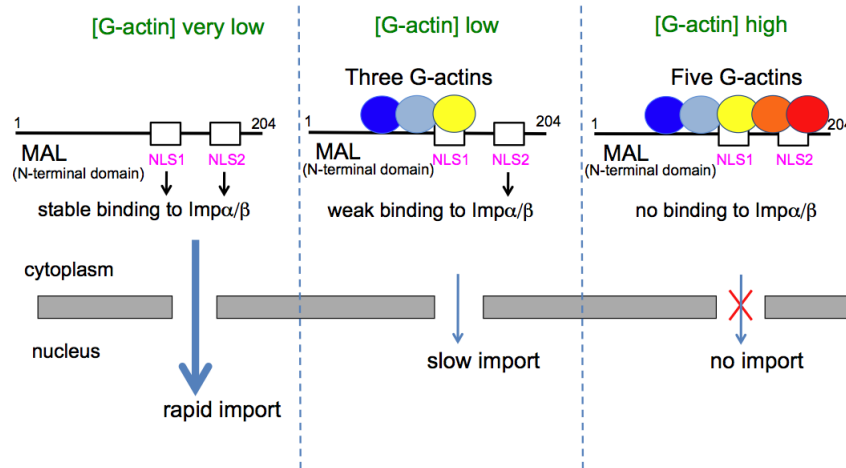 [G-actin] very low
1
204
MAL
(N-terminal domain)
NLS1
NLS2
stable binding to Impα/β
cytoplasm
nucleus
rapid import
[G-actin] low
Three G-actins
1
204
MAL
(N-terminal domain)
NLS1
NLS2
weak binding to Impα/β
slow import
[G-actin] high
Five G-actins
1
204
MAL
(N-terminal domain)
NLS1
NLS2
no binding to Impα/β
no import